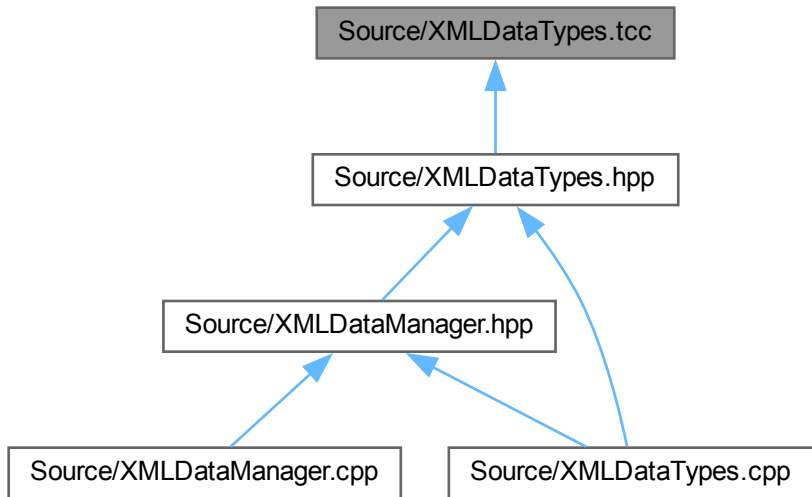 Source/XMLDataTypes.tcc
Source/XMLDataTypes.hpp
Source/XMLDataManager.hpp
Source/XMLDataManager.cpp
Source/XMLDataTypes.cpp